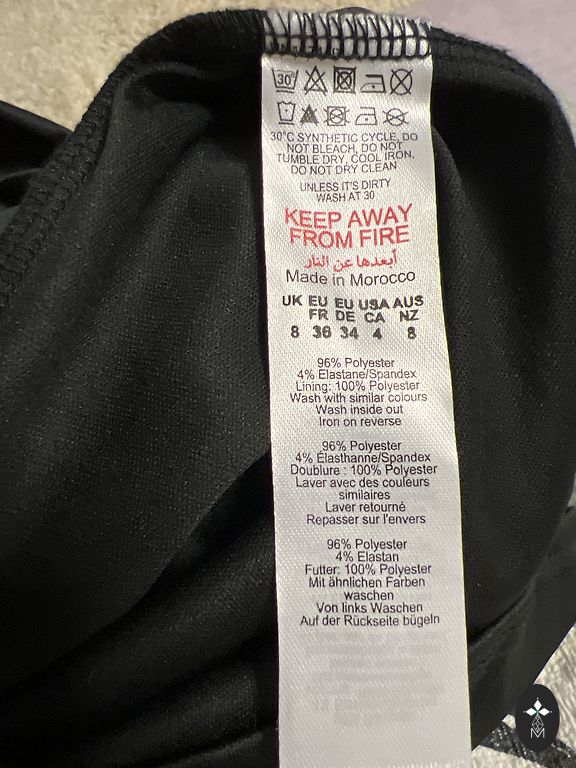 30
30°C SYNTHETIC CYCLE, DO
NOT BLEACH, DO NOT
TUMBLE DRY, COOL IRON,
DO NOT DRY CLEAN
UNLESS IT'S DIRTY
WASH AT 30
KEEP AWAY
FROM FIRE
أبعدها عن النار
Made in Morocco
UK EU EU USA AUS
FR DE CA NZ
8 36 34 4 8
96% Polyester
4% Elastane/Spandex
Lining: 100% Polyester
Wash with similar colours
Wash inside out
Iron on reverse
96% Polyester
4% Élasthanne/Spandex
Doublure : 100% Polyester
Laver avec des couleurs
similaires
Laver retourné
Repasser sur l'envers
96% Polyester
4% Elastan
Futter: 100% Polyester
Mit ähnlichen Farben
waschen
Von links Waschen
Auf der Rückseite bügeln